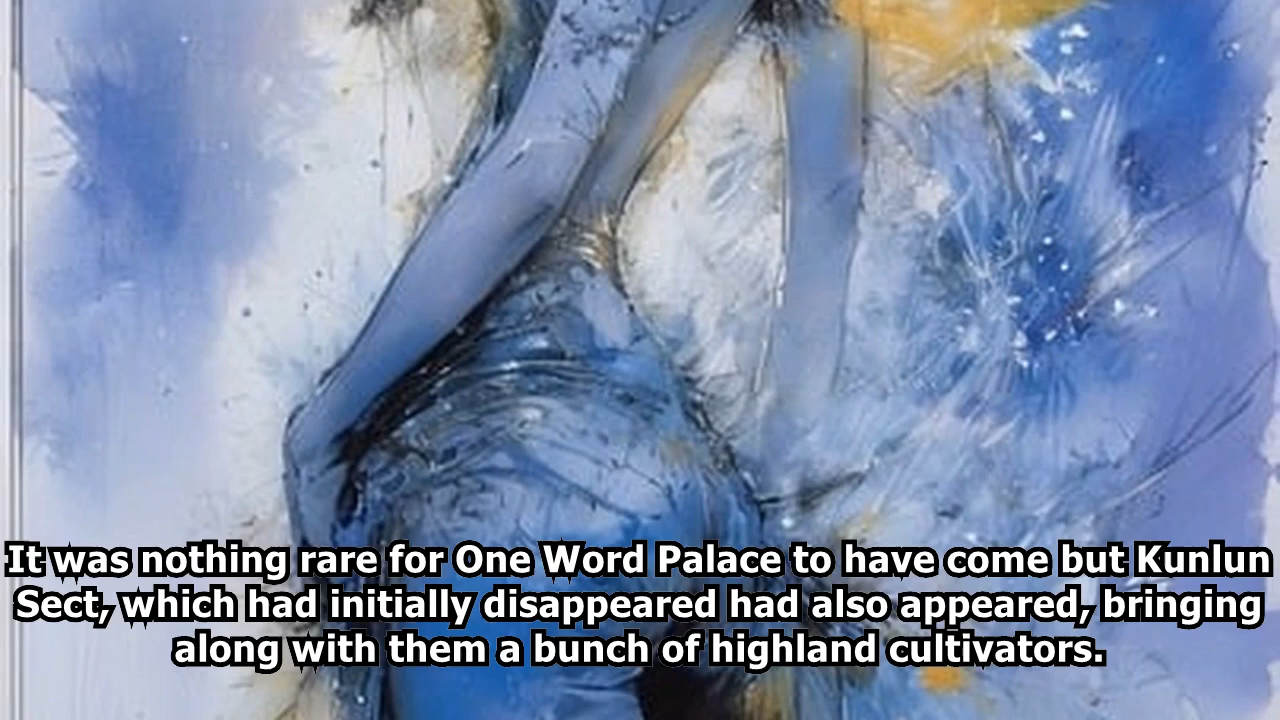 It was nothing rare for One Word Palace to have come but Kunlun
Sect, which had initially disappeared had also appeared, bringing
along with them a bunch of highland cultivators.